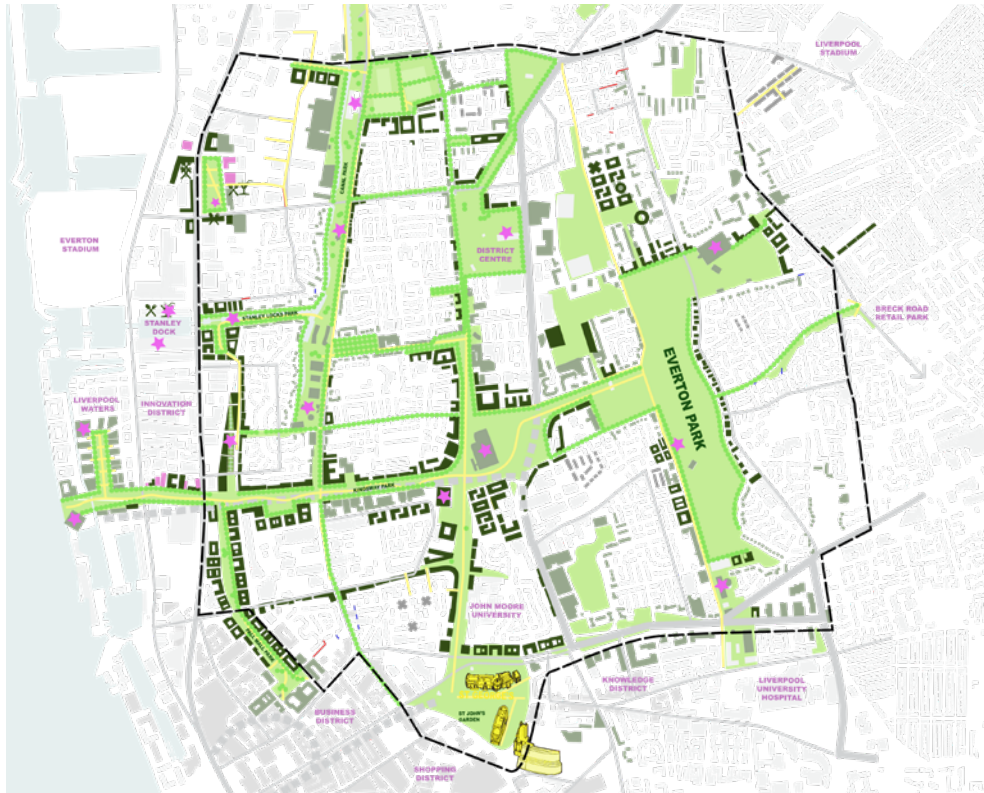 LIVERPOOL
STADIUM
CANAL PARK
EVERTON
STADIUM
DISTRICT
CENTRE
STANLEY LOCKS PARK
STANLEY
DOCK
BRECK ROAD
RETAIL PARK
EVERTON PARK
LIVERPOOL
WATERS
INNOVATION
DISTRICT
KINGSWAY PARK
JOHN MOORE
UNIVERSITY
KNOWLEDGE
DISTRICT
LIVERPOOL
UNIVERSITY
HOSPITAL
BUSINESS
DISTRICT
ST JOHN'S
GARDEN
SHOPPING
DISTRICT